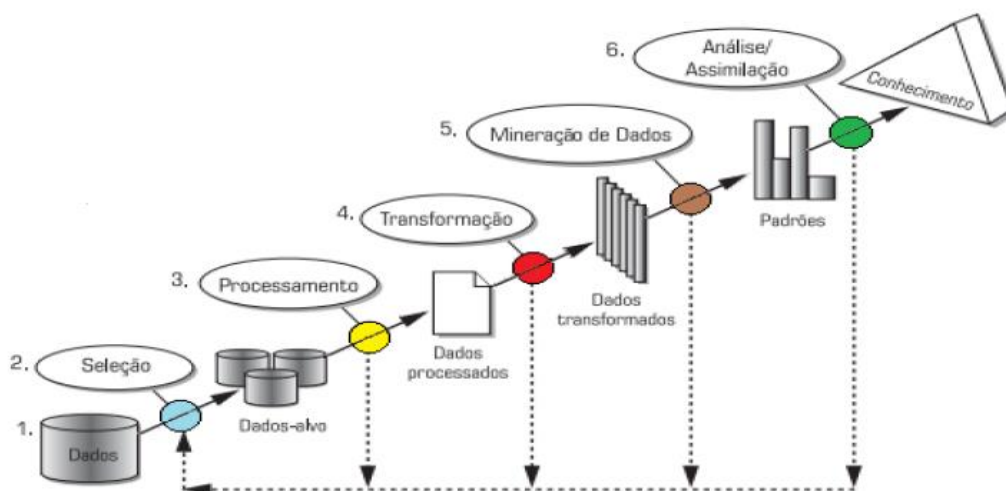 1.
Dados
2.
Seleção
Dados-alvo
3.
Processamento
Dados
processados
4.
Transformação
Dados
transformados
5.
Mineração de Dados
Padrões
6.
Análise/
Assimilação
Conhecimento